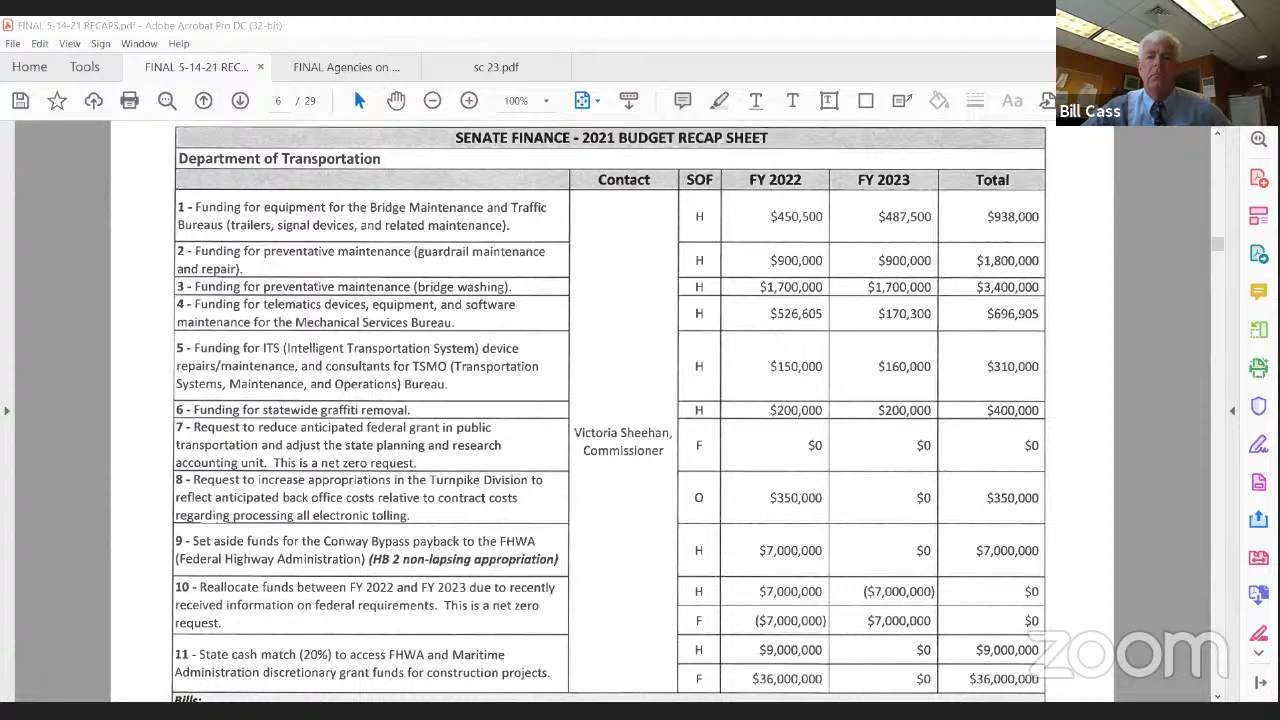 FINAL 5-14-21 RECAPS.pdf - Adobe Acrobat Pro DC (32-bit)
File Edit View Sign Window Help
Home Tools FINAL 5-14-21 REC... × FINAL Agencies on ... sc 23.pdf
/ 29 100%
Bill Cass
SENATE FINANCE - 2021 BUDGET RECAP SHEET
Department of Transportation
Contact SOF FY 2022 FY 2023 Total
1 - Funding for equipment for the Bridge Maintenance and Traffic
Bureaus (trailers, signal devices, and related maintenance).
H $450,500 $487,500 $938,000
2 - Funding for preventative maintenance (guardrail maintenance
and repair).
H $900,000 $900,000 $1,800,000
3 - Funding for preventative maintenance (bridge washing). H $1,700,000 $1,700,000 $3,400,000
4 - Funding for telematics devices, equipment, and software
maintenance for the Mechanical Services Bureau.
H $526,605 $170,300 $696,905
5 - Funding for ITS (Intelligent Transportation System) device
repairs/maintenance, and consultants for TSMO (Transportation
Systems, Maintenance, and Operations) Bureau.
H $150,000 $160,000 $310,000
6 - Funding for statewide graffiti removal. H $200,000 $200,000 $400,000
Victoria Sheehan,
Commissioner
7 - Request to reduce anticipated federal grant in public
transportation and adjust the state planning and research
accounting unit. This is a net zero request.
F $0 $0 $0
8 - Request to increase appropriations in the Turnpike Division to
reflect anticipated back office costs relative to contract costs
regarding processing all electronic tolling.
O $350,000 $0 $350,000
9 - Set aside funds for the Conway Bypass payback to the FHWA
(Federal Highway Administration) (HB 2 non-lapsing appropriation)
H $7,000,000 $0 $7,000,000
10 - Reallocate funds between FY 2022 and FY 2023 due to recently
received information on federal requirements. This is a net zero
request.
H $7,000,000 ($7,000,000) $0
F ($7,000,000) $7,000,000 $0
11 - State cash match (20%) to access FHWA and Maritime
Administration discretionary grant funds for construction projects.
H $9,000,000 $0 $9,000,000
F $36,000,000 $0 $36,000,000
Bills:
zoom